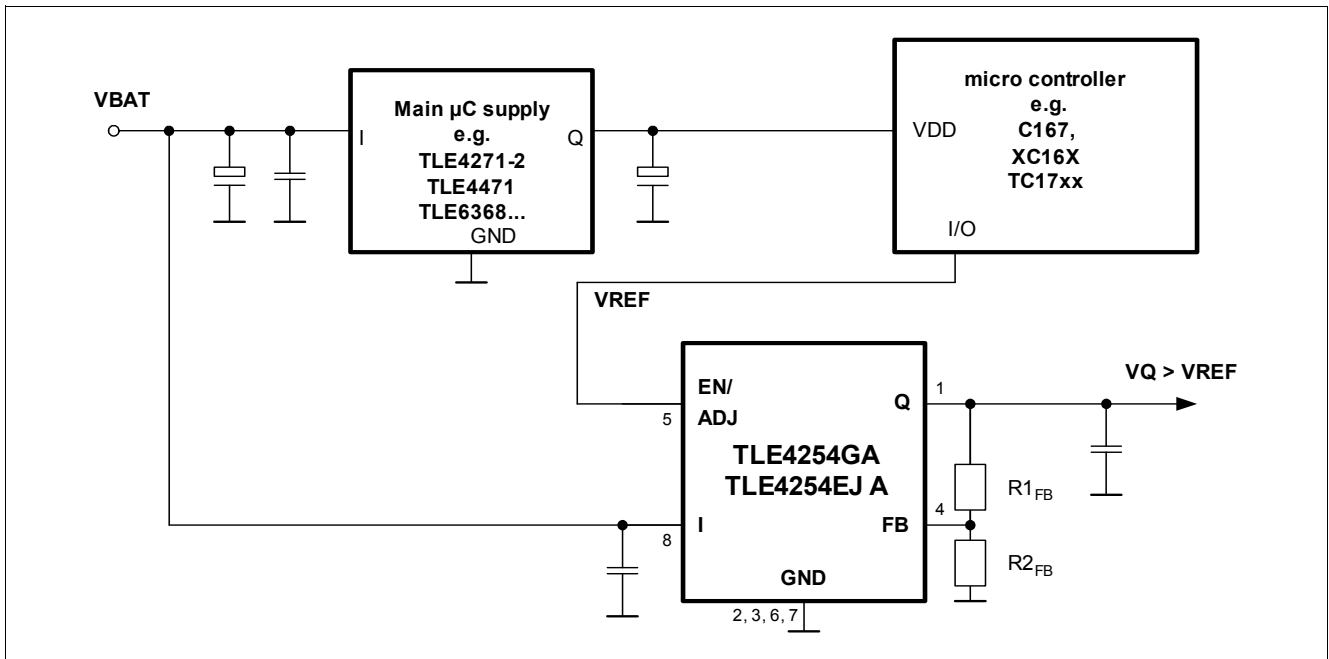 VBAT
I
Main µC supply
e.g.
TLE4271-2
TLE4471
TLE6368...
GND
Q
micro controller
e.g.
C167,
XC16X
TC17xx
VDD
I/O
VREF
EN/
ADJ
5
Q
1
VQ > VREF
TLE4254GA
TLE4254EJ A
R1FB
I
8
FB
4
R2FB
GND
2, 3, 6, 7